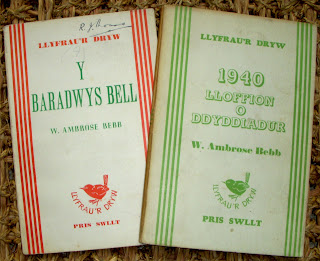 LLYFRAU'R DRYW
Y
BARADWYS BELL
W. AMBROSE BEBB
LLYFRAU'R DRYW
PRIS SWLLT
LLYFRAU'R DRYW
1940
LLOFFION
O
DDYDDIADUR
W. Ambrose Bebb
LLYFRAU'R DRYW
PRIS SWLLT